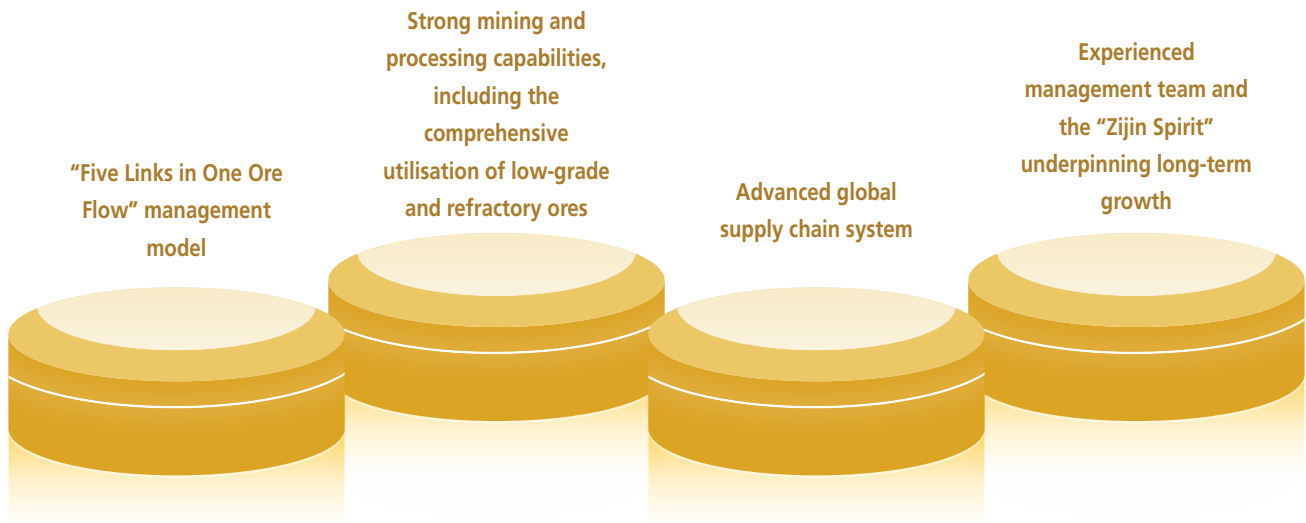 “Five Links in One Ore
Flow” management
model
Strong mining and
processing capabilities,
including the
comprehensive
utilisation of low-grade
and refractory ores
Advanced global
supply chain system
Experienced
management team and
the “Zijin Spirit”
underpinning long-term
growth